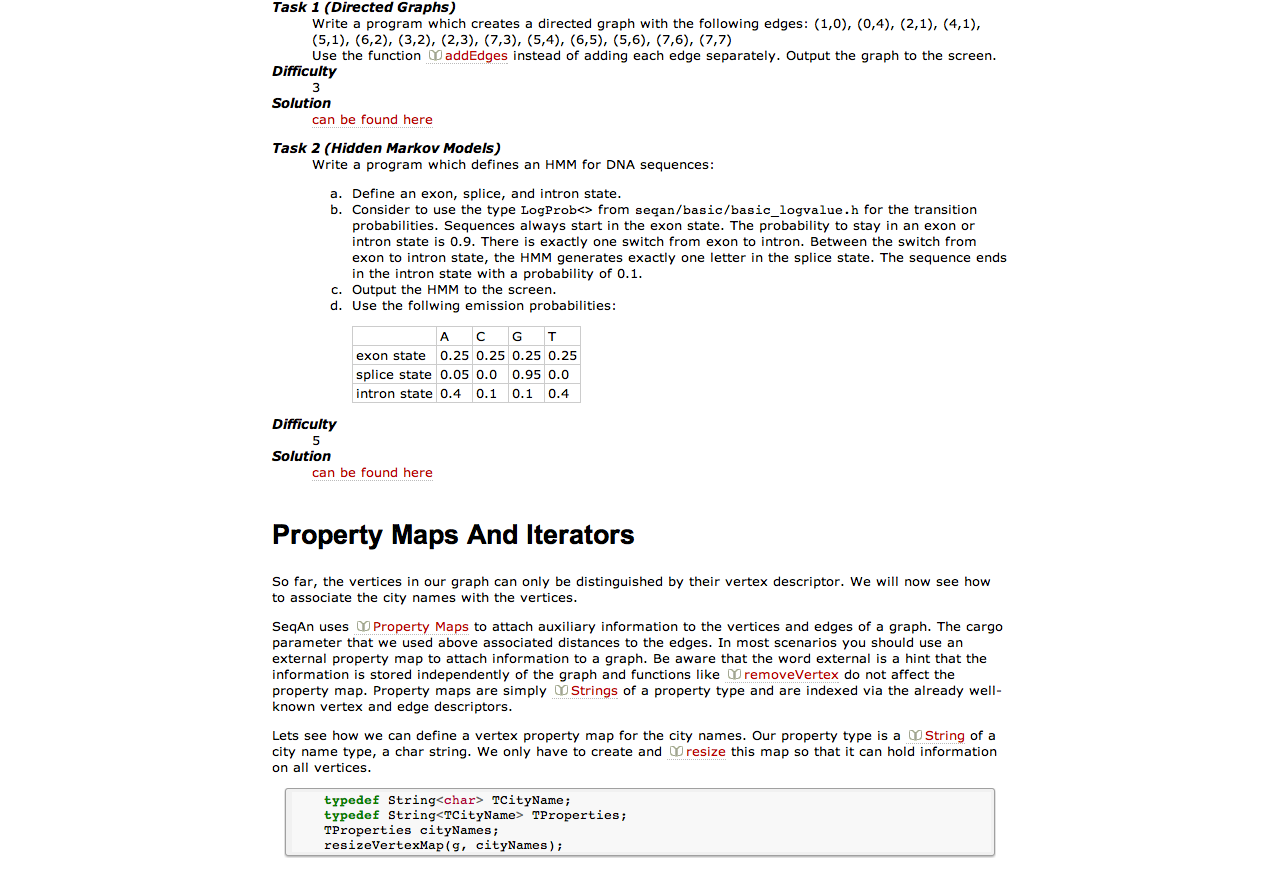 Task 1 (Directed Graphs)
Write a program which creates a directed graph with the following edges: (1,0), (0,4), (2,1), (4,1),
(5,1), (6,2), (3,2), (2,3), (7,3), (5,4), (6,5), (5,6), (7,6), (7,7)
Use the function addEdges instead of adding each edge separately. Output the graph to the screen.
Difficulty
3
Solution
can be found here
Task 2 (Hidden Markov Models)
Write a program which defines an HMM for DNA sequences:
a. Define an exon, splice, and intron state.
b. Consider to use the type LogProb<> from seqan/basic/basic_logvalue.h for the transition
probabilities. Sequences always start in the exon state. The probability to stay in an exon or
intron state is 0.9. There is exactly one switch from exon to intron. Between the switch from
exon to intron state, the HMM generates exactly one letter in the splice state. The sequence ends
in the intron state with a probability of 0.1.
c. Output the HMM to the screen.
d. Use the follwing emission probabilities:
A C G T
exon state 0.25 0.25 0.25 0.25
splice state 0.05 0.0 0.95 0.0
intron state 0.4 0.1 0.1 0.4
Difficulty
5
Solution
can be found here
Property Maps And Iterators
So far, the vertices in our graph can only be distinguished by their vertex descriptor. We will now see how
to associate the city names with the vertices.
SeqAn uses Property Maps to attach auxiliary information to the vertices and edges of a graph. The cargo
parameter that we used above associated distances to the edges. In most scenarios you should use an
external property map to attach information to a graph. Be aware that the word external is a hint that the
information is stored independently of the graph and functions like removeVertex do not affect the
property map. Property maps are simply Strings of a property type and are indexed via the already well-
known vertex and edge descriptors.
Lets see how we can define a vertex property map for the city names. Our property type is a String of a
city name type, a char string. We only have to create and resize this map so that it can hold information
on all vertices.
typedef String<char> TCityName;
typedef String<TCityName> TProperties;
TProperties cityNames;
resizeVertexMap(g, cityNames);